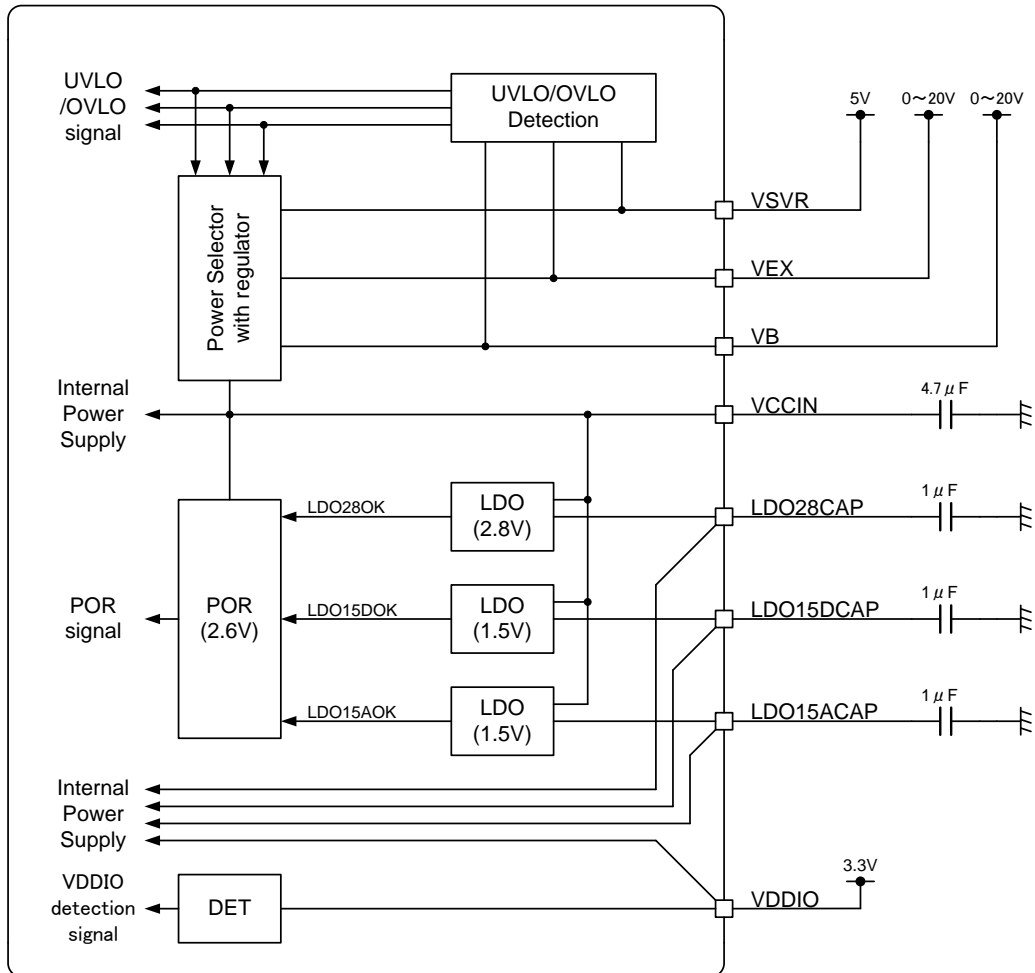 UVLO
/OVLO
signal
UVLO/OVLO
Detection
5V
0～20V
0～20V
Power Selector
with regulator
VSVR
VEX
VB
Internal
Power
Supply
VCCIN
4.7μF
LDO28OK
LDO
(2.8V)
LDO28CAP
1μF
POR
signal
POR
(2.6V)
LDO15DOK
LDO
(1.5V)
LDO15DCAP
1μF
LDO15AOK
LDO
(1.5V)
LDO15ACAP
1μF
Internal
Power
Supply
VDDIO
detection
signal
DET
VDDIO
3.3V